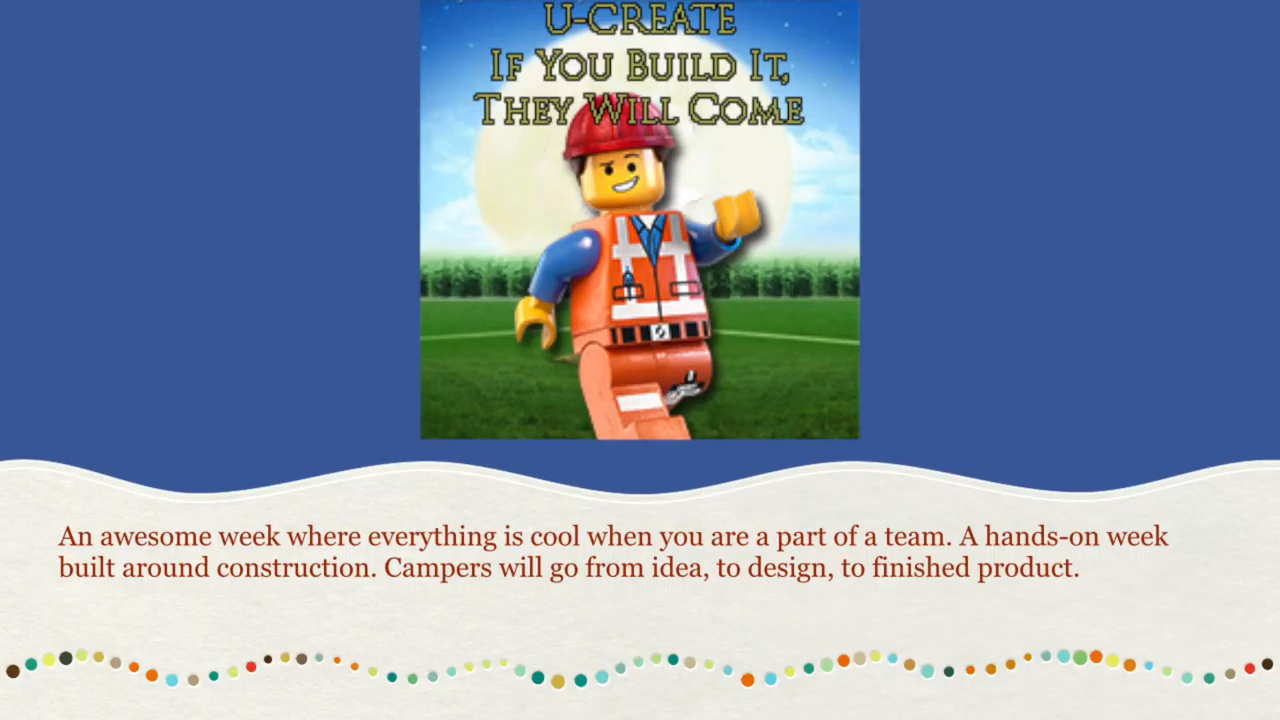 U-CREATE
IF YOU BUILD IT,
THEY WILL COME
An awesome week where everything is cool when you are a part of a team. A hands-on week
built around construction. Campers will go from idea, to design, to finished product.